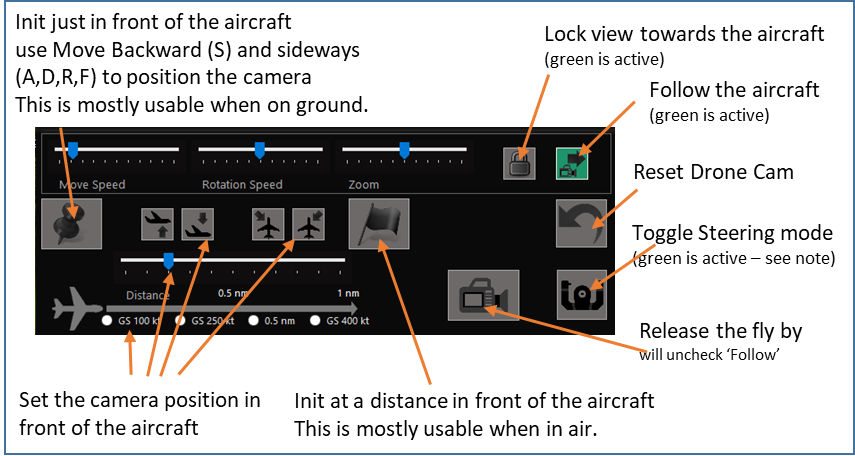 Init just in front of the aircraft
use Move Backward (S) and sideways
(A,D,R,F) to position the camera
This is mostly usable when on ground.
Lock view towards the aircraft
(green is active)
Follow the aircraft
(green is active)
Move Speed
Rotation Speed
Zoom
Reset Drone Cam
Toggle Steering mode
(green is active – see note)
Distance
0.5 nm
1 nm
GS 100 kt
GS 250 kt
0.5 nm
GS 400 kt
Release the fly by
will uncheck ‘Follow’
Set the camera position in
front of the aircraft
Init at a distance in front of the aircraft
This is mostly usable when in air.